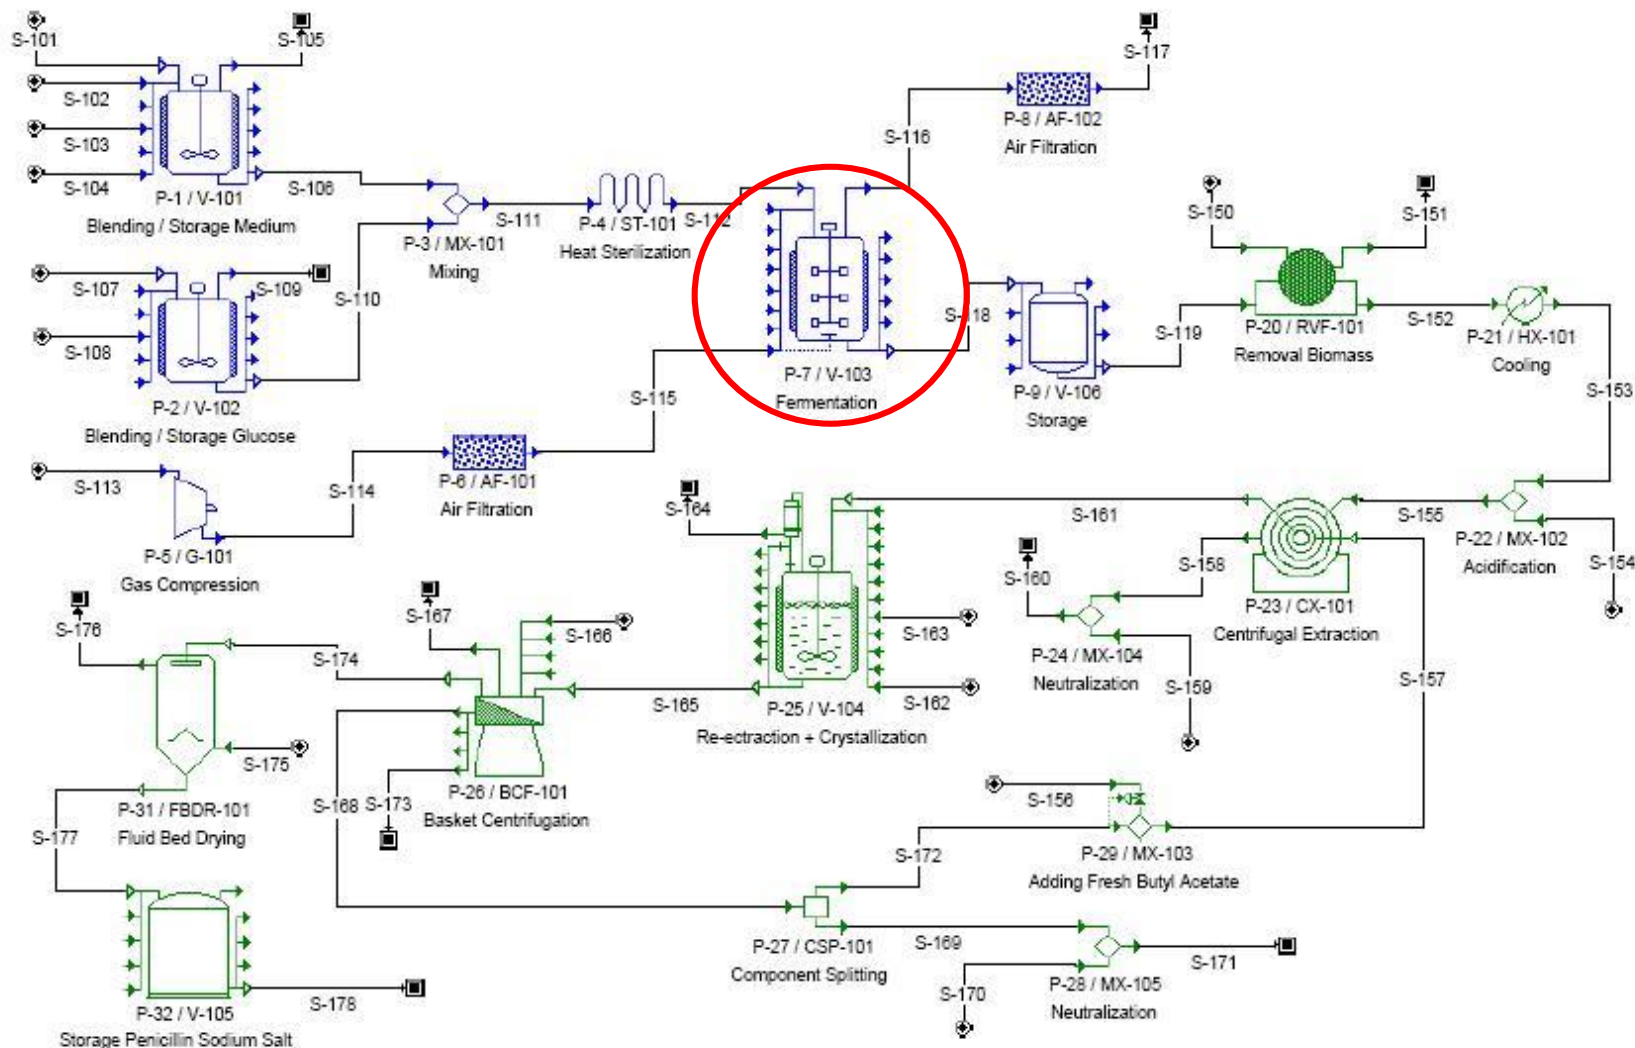 S-101
S-105
S-102
S-103
S-104
P-1 / V-101
Blending / Storage Medium
S-106
S-107
S-109
S-108
S-110
P-2 / V-102
Blending / Storage Glucose
P-3 / MX-101
Mixing
S-111
P-4 / ST-101
Heat Sterilization
S-112
S-113
P-5 / G-101
Gas Compression
S-114
P-6 / AF-101
Air Filtration
S-115
P-7 / V-103
Fermentation
S-116
P-8 / AF-102
Air Filtration
S-117
S-118
P-9 / V-106
Storage
S-119
S-150
S-151
P-20 / RVF-101
Removal Biomass
S-152
P-21 / HX-101
Cooling
S-153
S-154
P-22 / MX-102
Acidification
S-155
P-23 / CX-101
Centrifugal Extraction
S-161
S-158
S-160
P-24 / MX-104
Neutralization
S-159
S-157
S-164
S-163
S-162
P-25 / V-104
Re-ectraction + Crystallization
S-165
S-167
S-166
P-26 / BCF-101
Basket Centrifugation
S-168
S-173
S-174
S-176
S-175
P-31 / FBDR-101
Fluid Bed Drying
S-177
P-32 / V-105
Storage Penicillin Sodium Salt
S-178
S-156
P-29 / MX-103
Adding Fresh Butyl Acetate
S-172
P-27 / CSP-101
Component Splitting
S-169
S-170
P-28 / MX-105
Neutralization
S-171